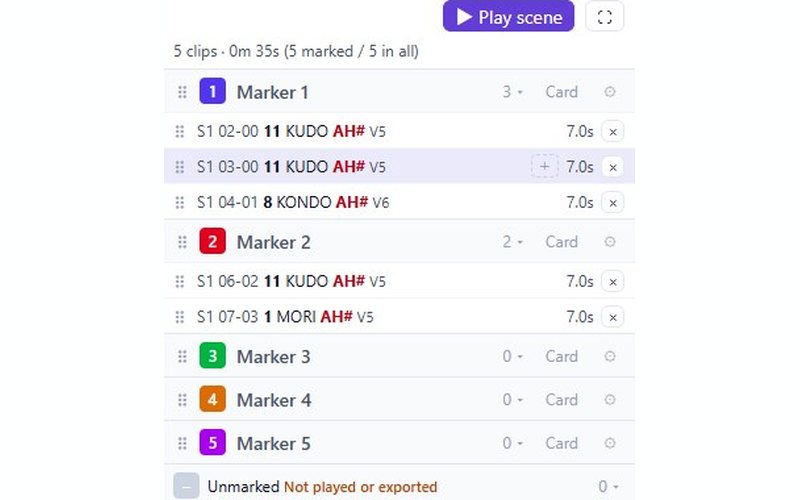 Play scene
5 clips · 0m 35s (5 marked / 5 in all)
1 Marker 1 3 Card
S1 02-00 11 KUDO AH# V5 7.0s ×
S1 03-00 11 KUDO AH# V5 + 7.0s ×
S1 04-01 8 KONDO AH# V6 7.0s ×
2 Marker 2 2 Card
S1 06-02 11 KUDO AH# V5 7.0s ×
S1 07-03 1 MORI AH# V5 7.0s ×
3 Marker 3 0 Card
4 Marker 4 0 Card
5 Marker 5 0 Card
– Unmarked Not played or exported 0